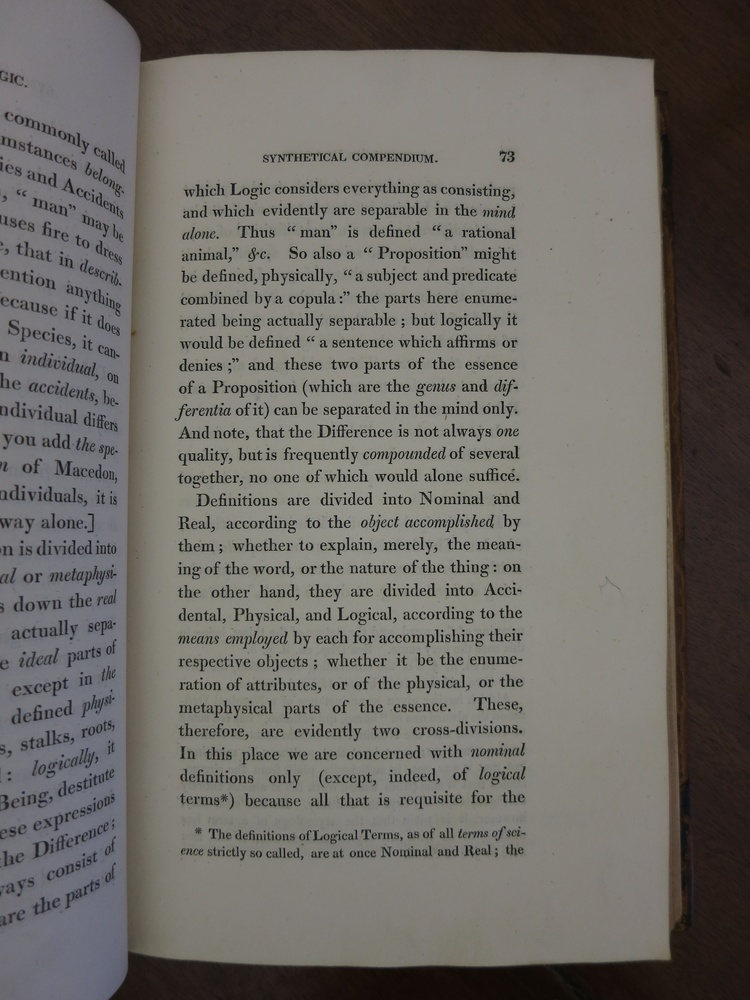 GIC.
commonly called
mstances belong-
ies and Accidents
"man" may be
uses fire to dress
that in describ-
ention anything
ecause if it does
Species, it can-
n individual, on
he accidents, be-
ndividual differs
you add the spe-
n of Macedon,
ndividuals, it is
way alone.]
n is divided into
al or metaphysi-
s down the real
actually sepa-
e ideal parts of
except in the
defined physi-
s, stalks, roots,
: logically, it
Being, destitute
ese expressions
he Difference;
ways consist of
are the parts of
SYNTHETICAL COMPENDIUM. 73
which Logic considers everything as consisting,
and which evidently are separable in the mind
alone. Thus "man" is defined "a rational
animal," &c. So also a "Proposition" might
be defined, physically, "a subject and predicate
combined by a copula:" the parts here enume-
rated being actually separable; but logically it
would be defined "a sentence which affirms or
denies;" and these two parts of the essence
of a Proposition (which are the genus and dif-
ferentia of it) can be separated in the mind only.
And note, that the Difference is not always one
quality, but is frequently compounded of several
together, no one of which would alone suffice.
Definitions are divided into Nominal and
Real, according to the object accomplished by
them; whether to explain, merely, the mean-
ing of the word, or the nature of the thing: on
the other hand, they are divided into Acci-
dental, Physical, and Logical, according to the
means employed by each for accomplishing their
respective objects; whether it be the enume-
ration of attributes, or of the physical, or the
metaphysical parts of the essence. These,
therefore, are evidently two cross-divisions.
In this place we are concerned with nominal
definitions only (except, indeed, of logical
terms*) because all that is requisite for the
* The definitions of Logical Terms, as of all terms of sci-
ence strictly so called, are at once Nominal and Real; the